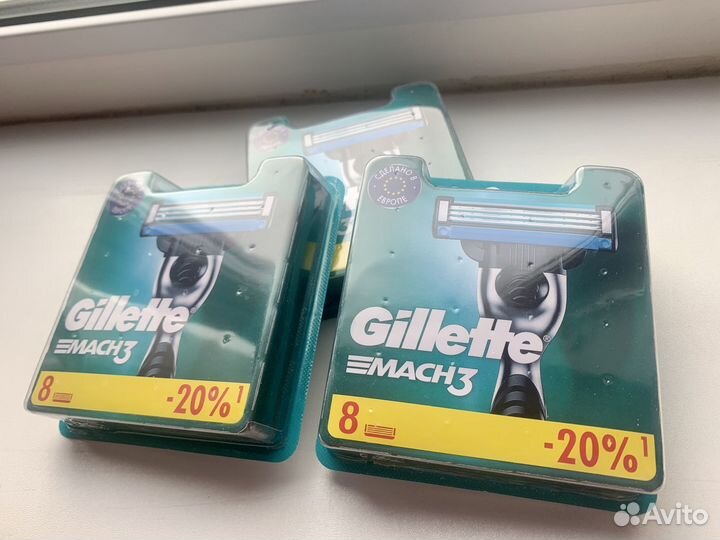 Gillette
MACH3
8 -20%¹
СДЕЛАНО В
ЕВРОПЕ
Gillette®
MACH3
8 -20%¹
Avito